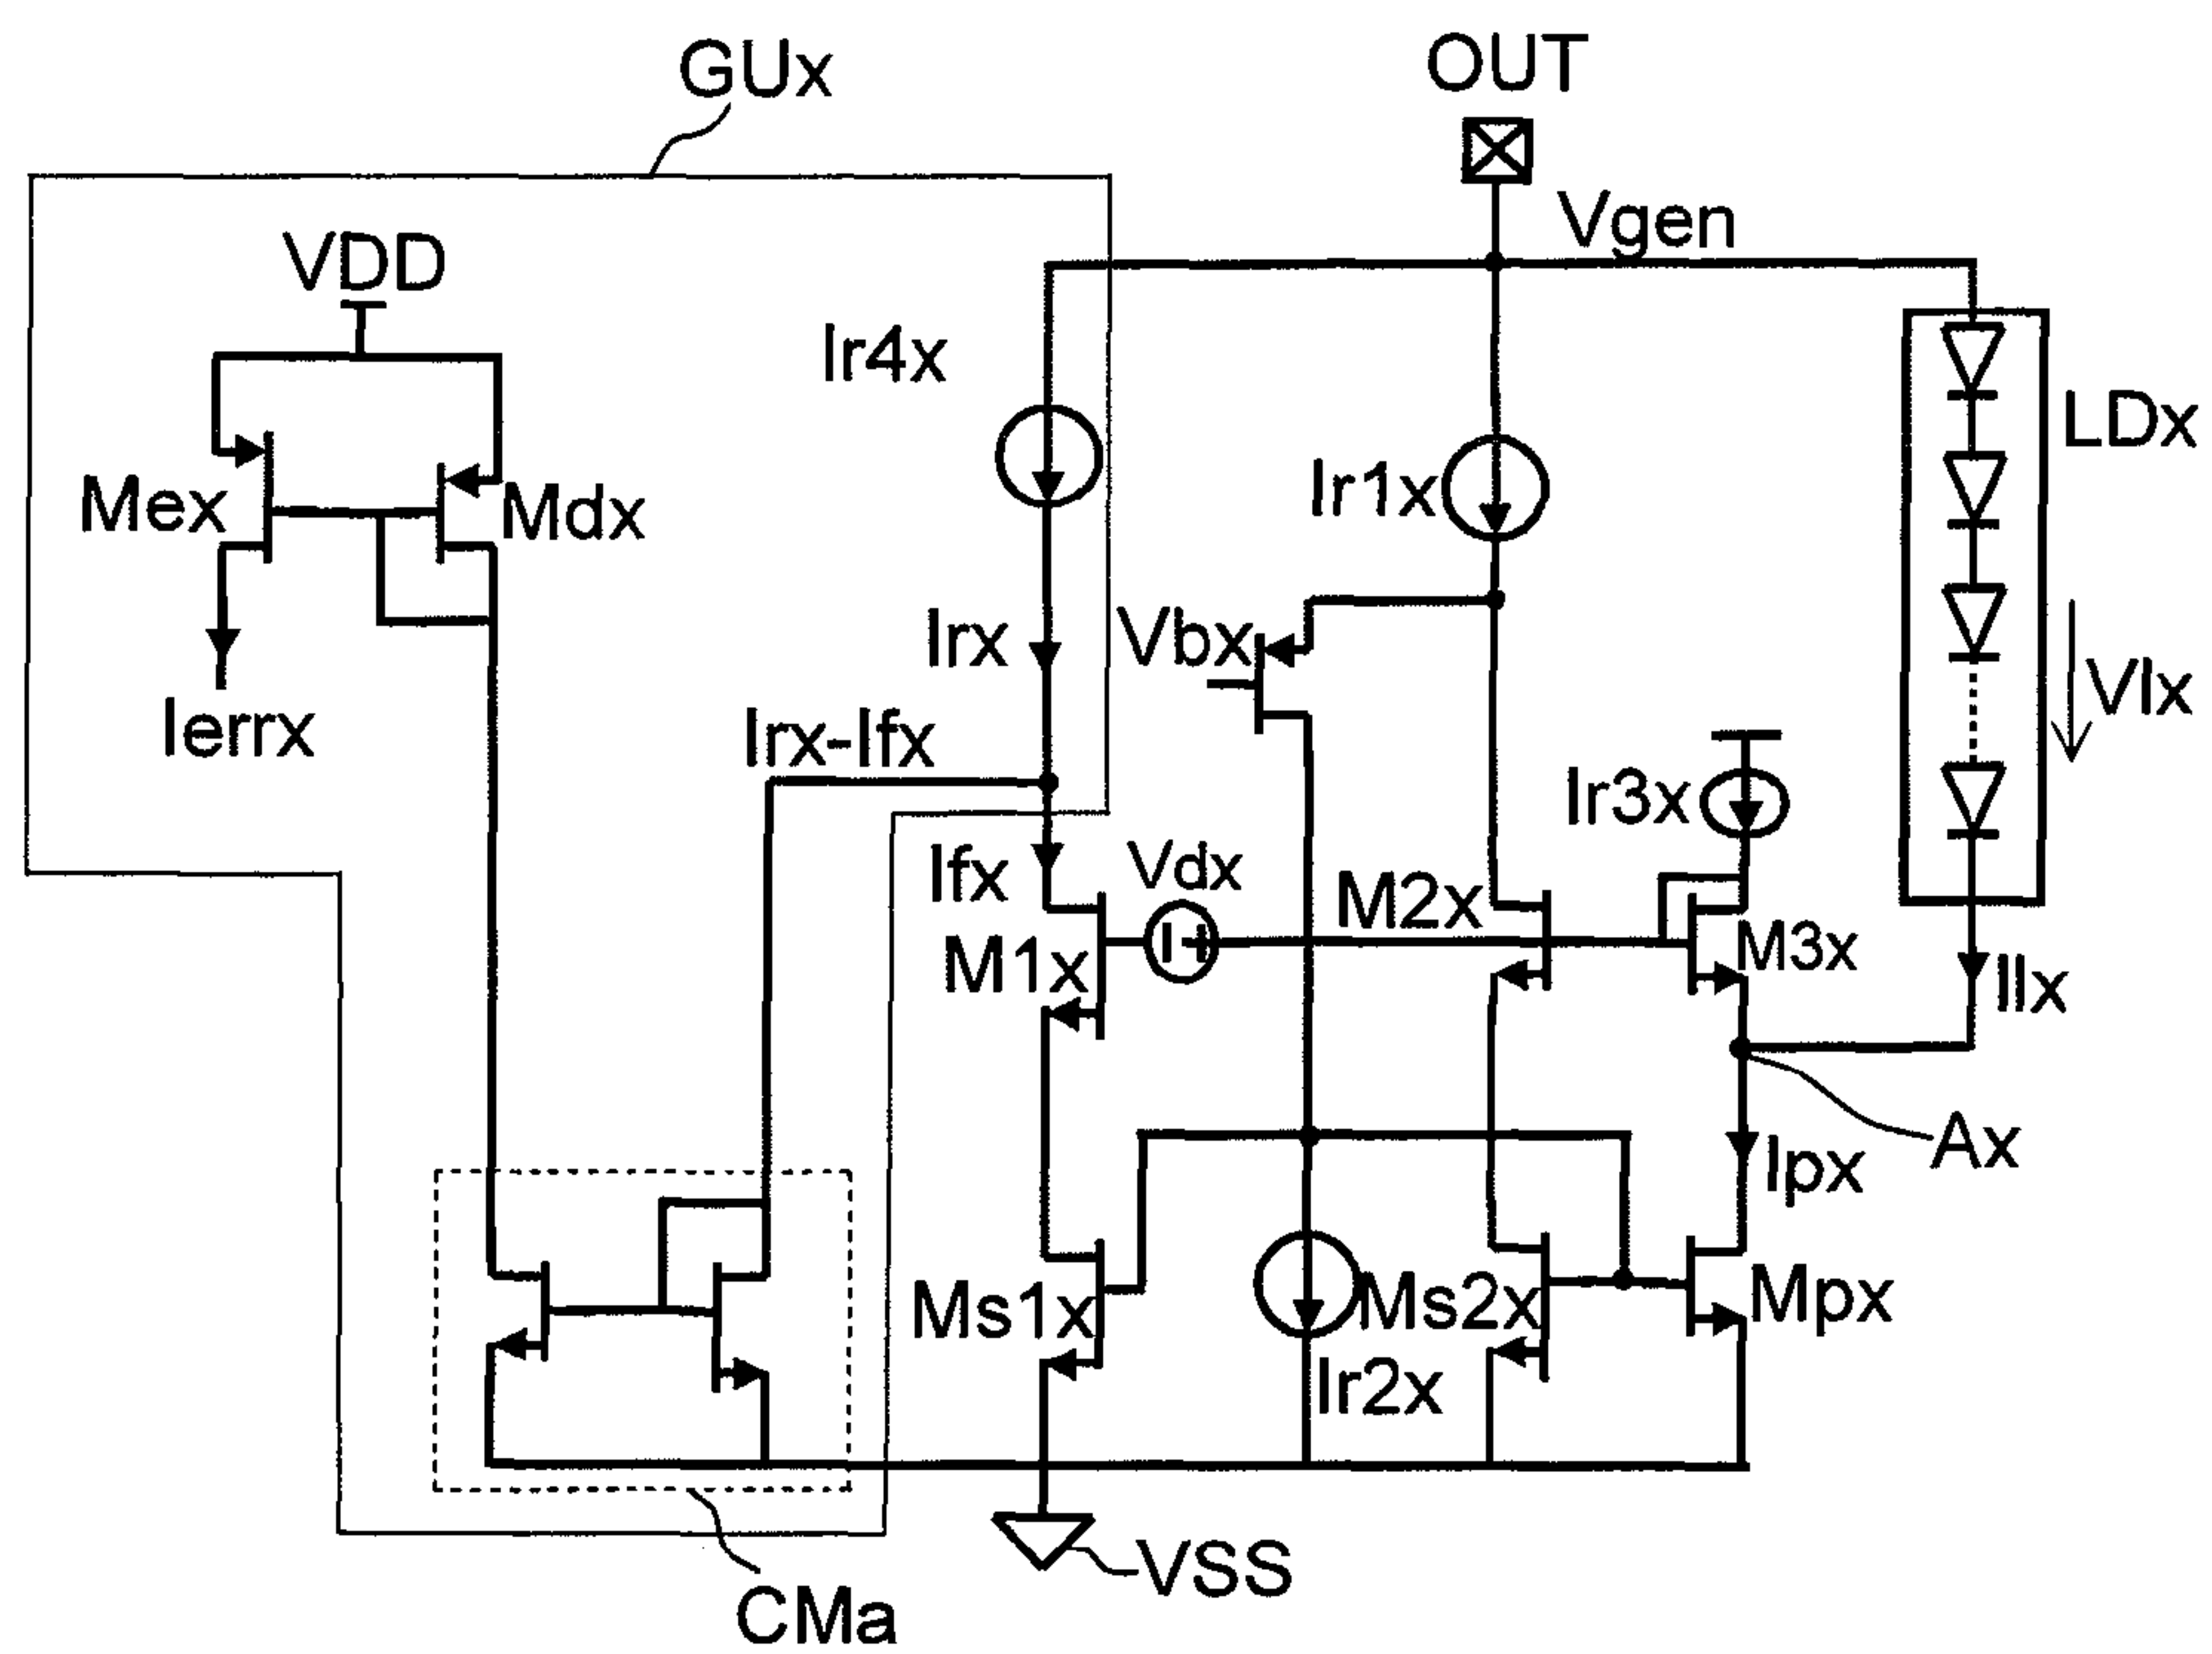 GUx
OUT
Vgen
VDD
Ir4x
LDx
Ir1x
Mex
Mdx
Irx
Vbx
Vlx
Ierrx
Irx-Ifx
Ir3x
Ifx
Vdx
M2x
M1x
M3x
Ilx
Ax
Ipx
Ms1x
Ms2x
Mpx
Ir2x
VSS
CMa